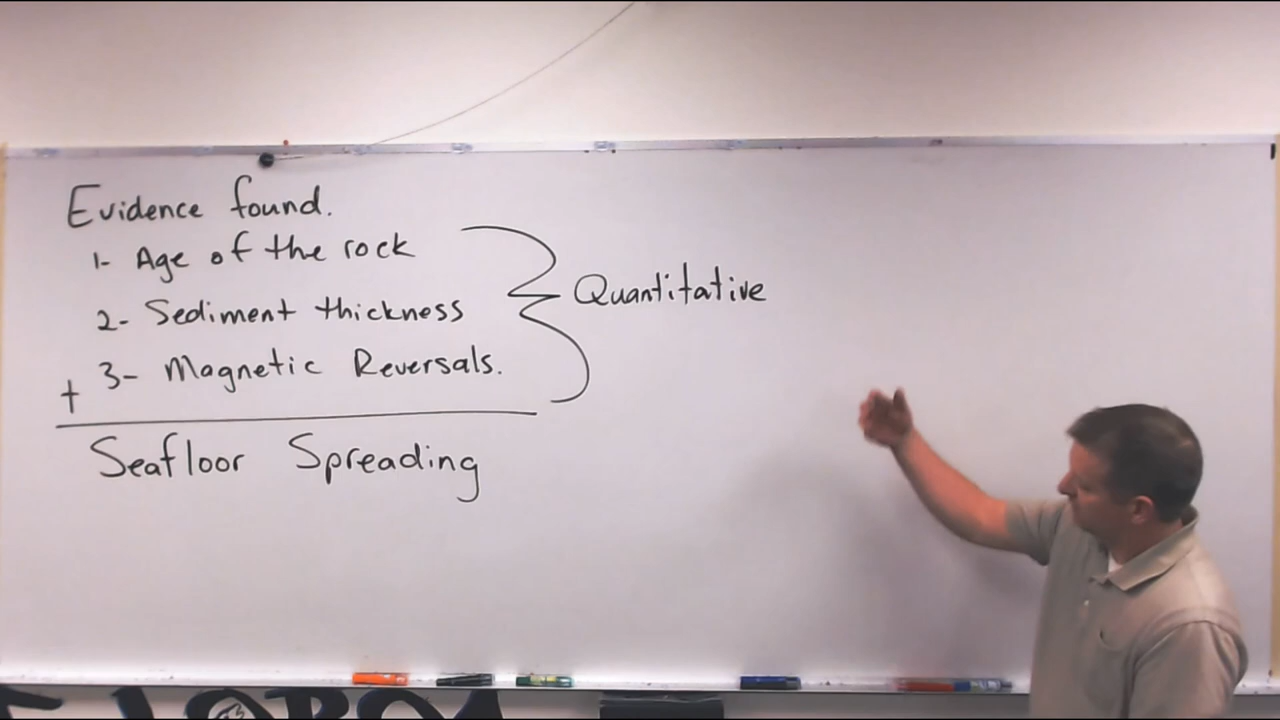 Evidence found.
1- Age of the rock
2- Sediment thickness
+ 3- Magnetic Reversals.
Quantitative
Seafloor Spreading